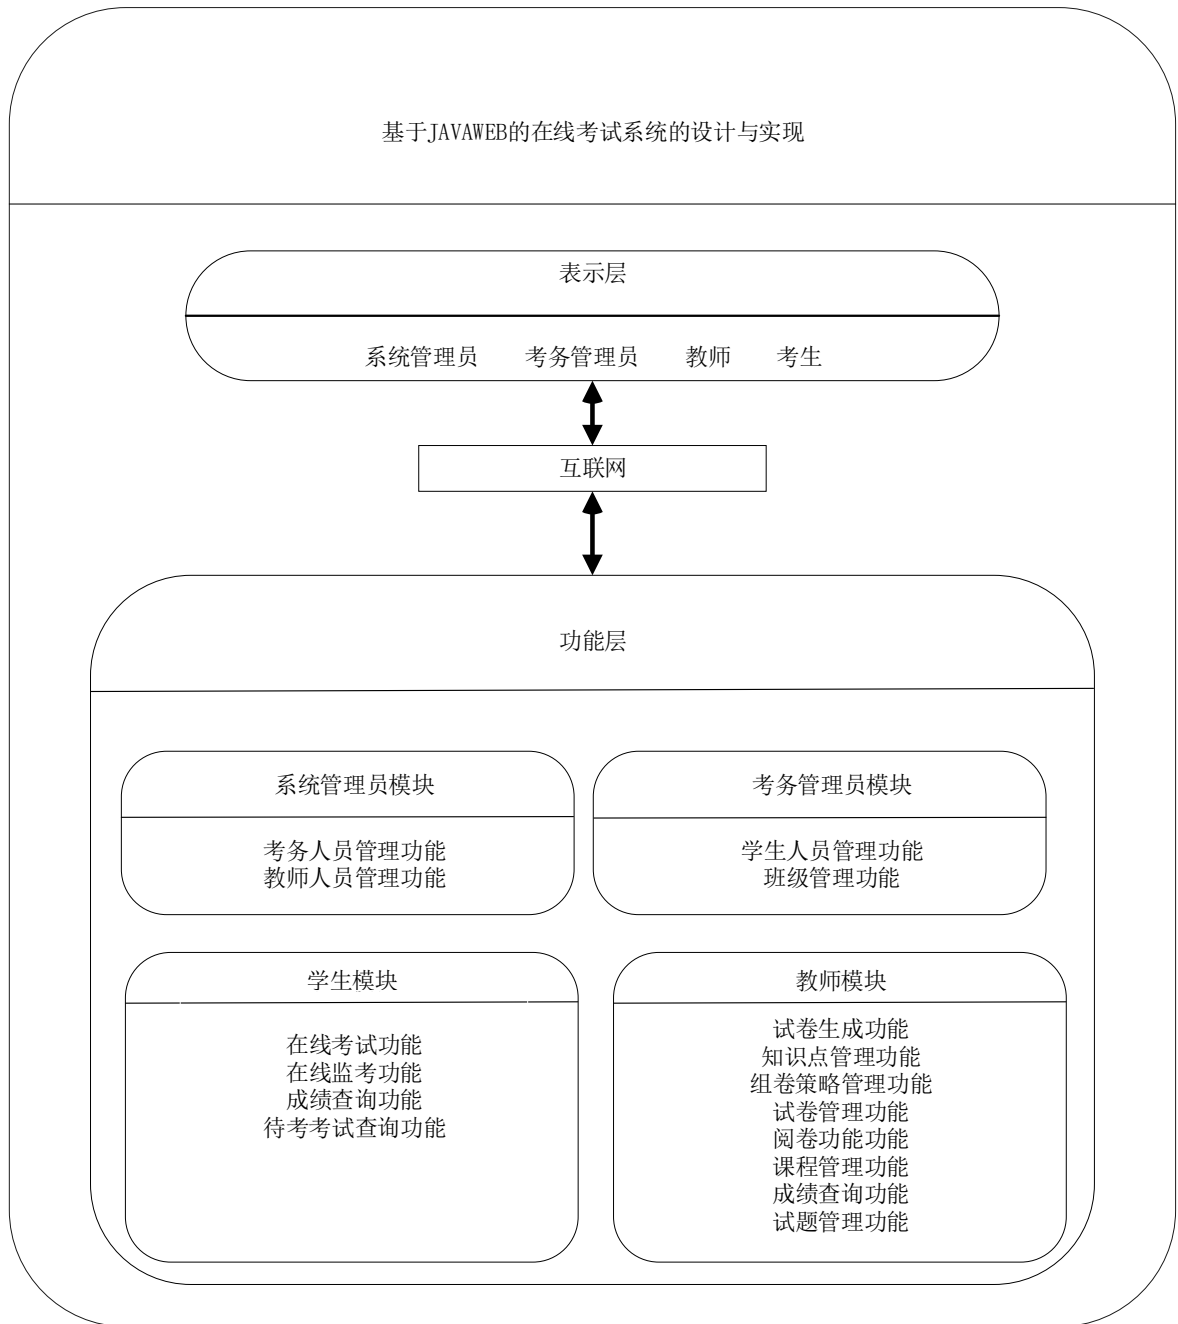 基于JAVAWEB的在线考试系统的设计与实现
表示层
系统管理员 考务管理员 教师 考生
互联网
功能层
系统管理员模块
考务人员管理功能
教师人员管理功能
考务管理员模块
学生人员管理功能
班级管理功能
学生模块
在线考试功能
在线监考功能
成绩查询功能
待考考试查询功能
教师模块
试卷生成功能
知识点管理功能
组卷策略管理功能
试卷管理功能
阅卷功能功能
课程管理功能
成绩查询功能
试题管理功能